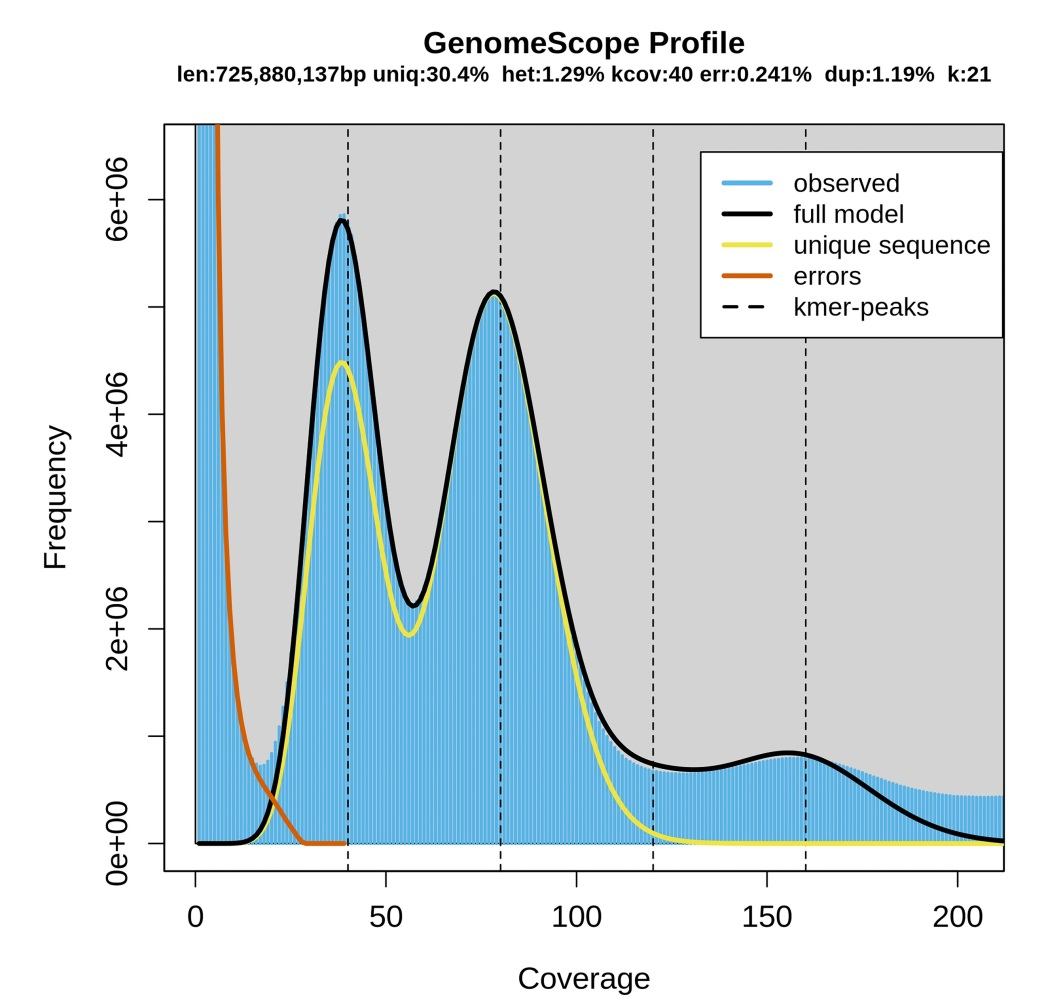 GenomeScope Profile
len:725,880,137bp uniq:30.4%  het:1.29% kcov:40 err:0.241%  dup:1.19%  k:21
observed
full model
unique sequence
errors
kmer-peaks
Frequency
6e+06
4e+06
2e+06
0e+00
0 50 100 150 200
Coverage